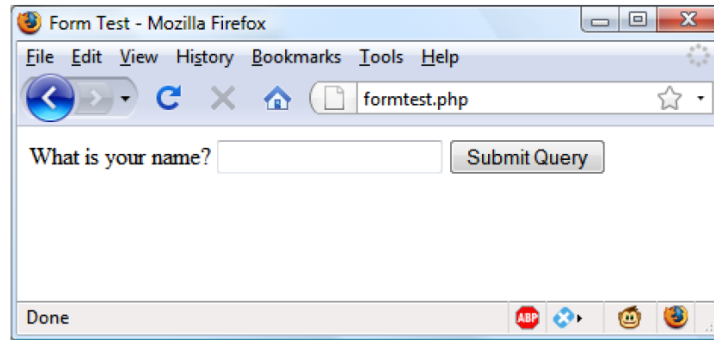 Form Test - Mozilla Firefox
File Edit View History Bookmarks Tools Help
formtest.php
What is your name? Submit Query
Done ABP